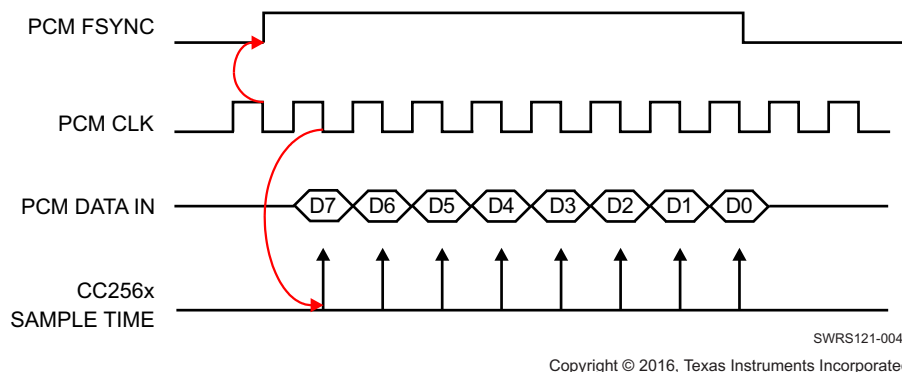 PCM FSYNC
PCM CLK
PCM DATA IN
D7 D6 D5 D4 D3 D2 D1 D0
CC256x
SAMPLE TIME
SWRS121-004
Copyright © 2016, Texas Instruments Incorporated